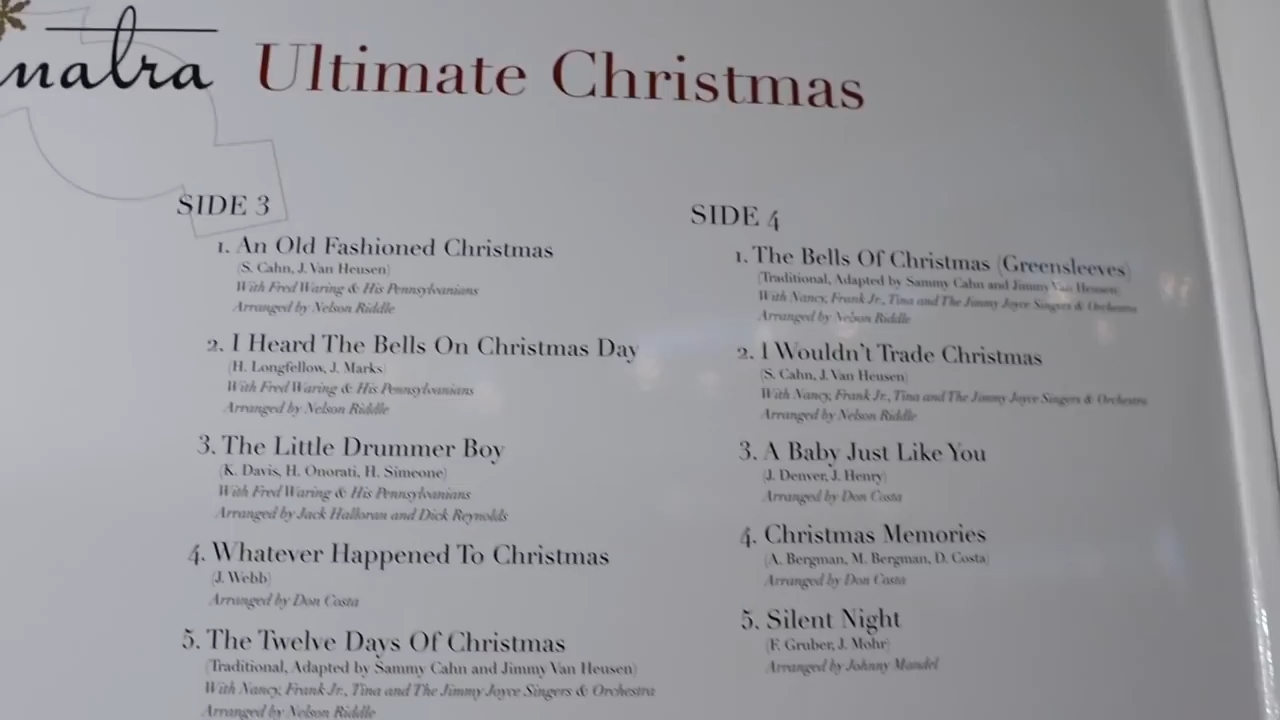 natra Ultimate Christmas
SIDE 3
1. An Old Fashioned Christmas
(S. Cahn, J. Van Heusen)
With Fred Waring & His Pennsylvanians
Arranged by Nelson Riddle
2. I Heard The Bells On Christmas Day
(H. Longfellow, J. Marks)
With Fred Waring & His Pennsylvanians
Arranged by Nelson Riddle
3. The Little Drummer Boy
(K. Davis, H. Onorati, H. Simeone)
With Fred Waring & His Pennsylvanians
Arranged by Jack Halloran and Dick Reynolds
4. Whatever Happened To Christmas
(J. Webb)
Arranged by Don Costa
5. The Twelve Days Of Christmas
(Traditional, Adapted by Sammy Cahn and Jimmy Van Heusen)
With Nancy, Frank Jr., Tina and The Jimmy Joyce Singers & Orchestra
Arranged by Nelson Riddle
SIDE 4
1. The Bells Of Christmas (Greensleeves)
(Traditional, Adapted by Sammy Cahn and Jimmy Van Heusen)
With Nancy, Frank Jr., Tina and The Jimmy Joyce Singers & Orchestra
Arranged by Nelson Riddle
2. I Wouldn't Trade Christmas
(S. Cahn, J. Van Heusen)
With Nancy, Frank Jr., Tina and The Jimmy Joyce Singers & Orchestra
Arranged by Nelson Riddle
3. A Baby Just Like You
(J. Denver, J. Henry)
Arranged by Don Costa
4. Christmas Memories
(A. Bergman, M. Bergman, D. Costa)
Arranged by Don Costa
5. Silent Night
(F. Gruber, J. Mohr)
Arranged by Johnny Mandel